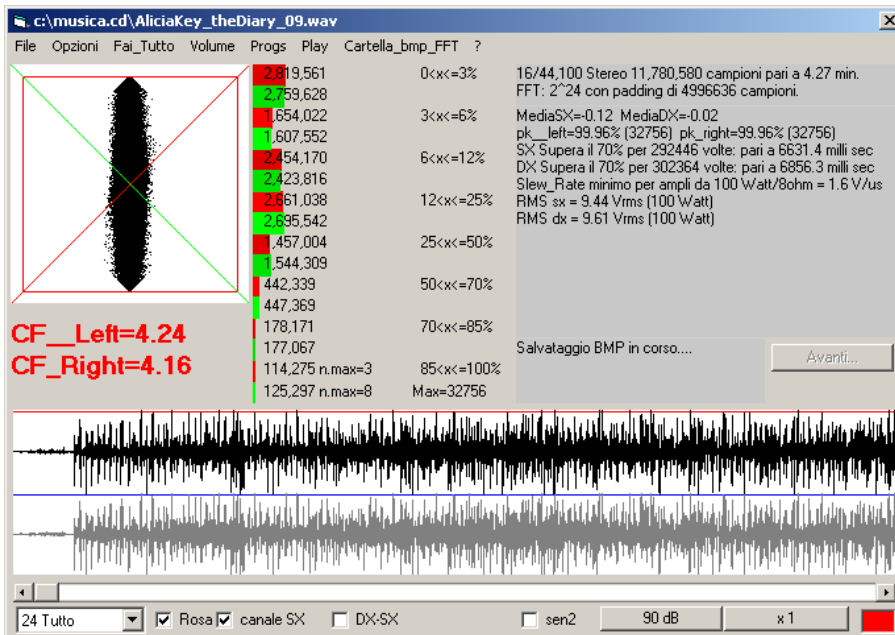 c:\musica.cd\AliciaKey_theDiary_09.wav
File Opzioni Fai_Tutto Volume Progs Play Cartella_bmp_FFT ?
2,819,561 0<x<=3%
2,759,628
1,654,022 3<x<=6%
1,607,552
2,454,170 6<x<=12%
2,423,816
2,661,038 12<x<=25%
2,695,542
1,457,004 25<x<=50%
1,544,309
442,339 50<x<=70%
447,369
178,171 70<x<=85%
177,067
114,275 n.max=3 85<x<=100%
125,297 n.max=8 Max=32756
16/44,100 Stereo 11,780,580 campioni pari a 4.27 min.
FFT: 2^24 con padding di 4996636 campioni.
MediaSX=-0.12 MediaDX=-0.02
pk__left=99.96% (32756) pk_right=99.96% (32756)
SX Supera il 70% per 292446 volte: pari a 6631.4 milli sec
DX Supera il 70% per 302364 volte: pari a 6856.3 milli sec
Slew_Rate minimo per ampli da 100 Watt/8ohm = 1.6 V/us
RMS sx = 9.44 Vrms (100 Watt)
RMS dx = 9.61 Vrms (100 Watt)
CF__Left=4.24
CF_Right=4.16
Salvataggio BMP in corso....
Avanti...
24 Tutto Rosa canale SX DX-SX sen2 90 dB x 1